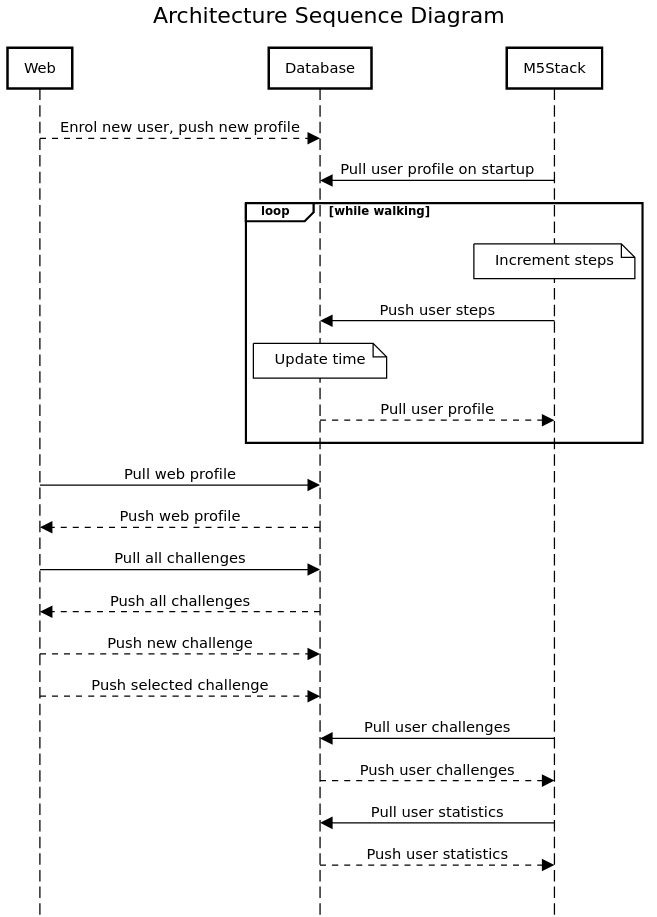 Architecture Sequence Diagram
Web
Database
M5Stack
Enrol new user, push new profile
Pull user profile on startup
loop
[while walking]
Increment steps
Push user steps
Update time
Pull user profile
Pull web profile
Push web profile
Pull all challenges
Push all challenges
Push new challenge
Push selected challenge
Pull user challenges
Push user challenges
Pull user statistics
Push user statistics